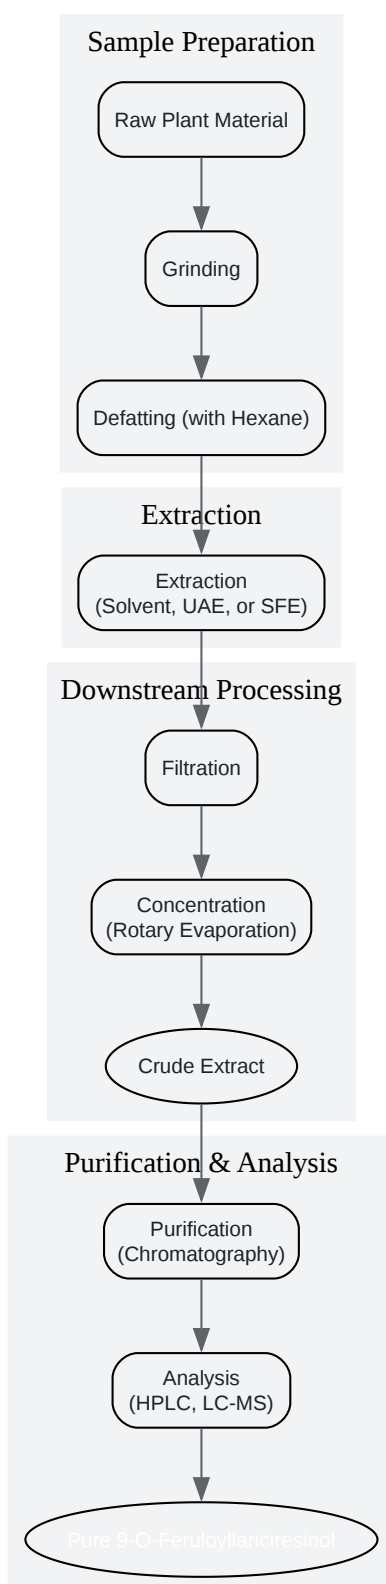 Sample Preparation
Raw Plant Material
Grinding
Defatting (with Hexane)
Extraction
Extraction
(Solvent, UAE, or SFE)
Downstream Processing
Filtration
Concentration
(Rotary Evaporation)
Crude Extract
Purification & Analysis
Purification
(Chromatography)
Analysis
(HPLC, LC-MS)
Pure 9-O-Feruloyllariciresinol